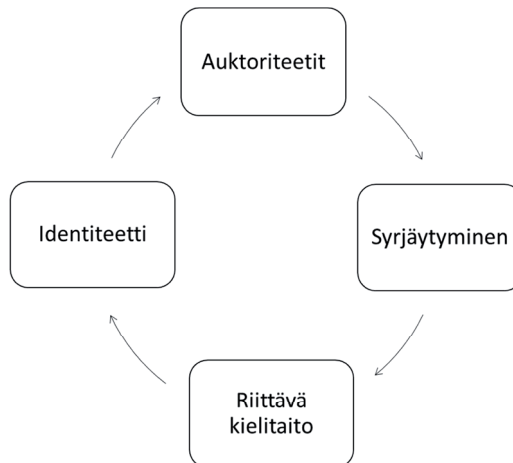 Auktoriteetit
Identiteetti
Syrjäytyminen
Riittävä
kielitaito